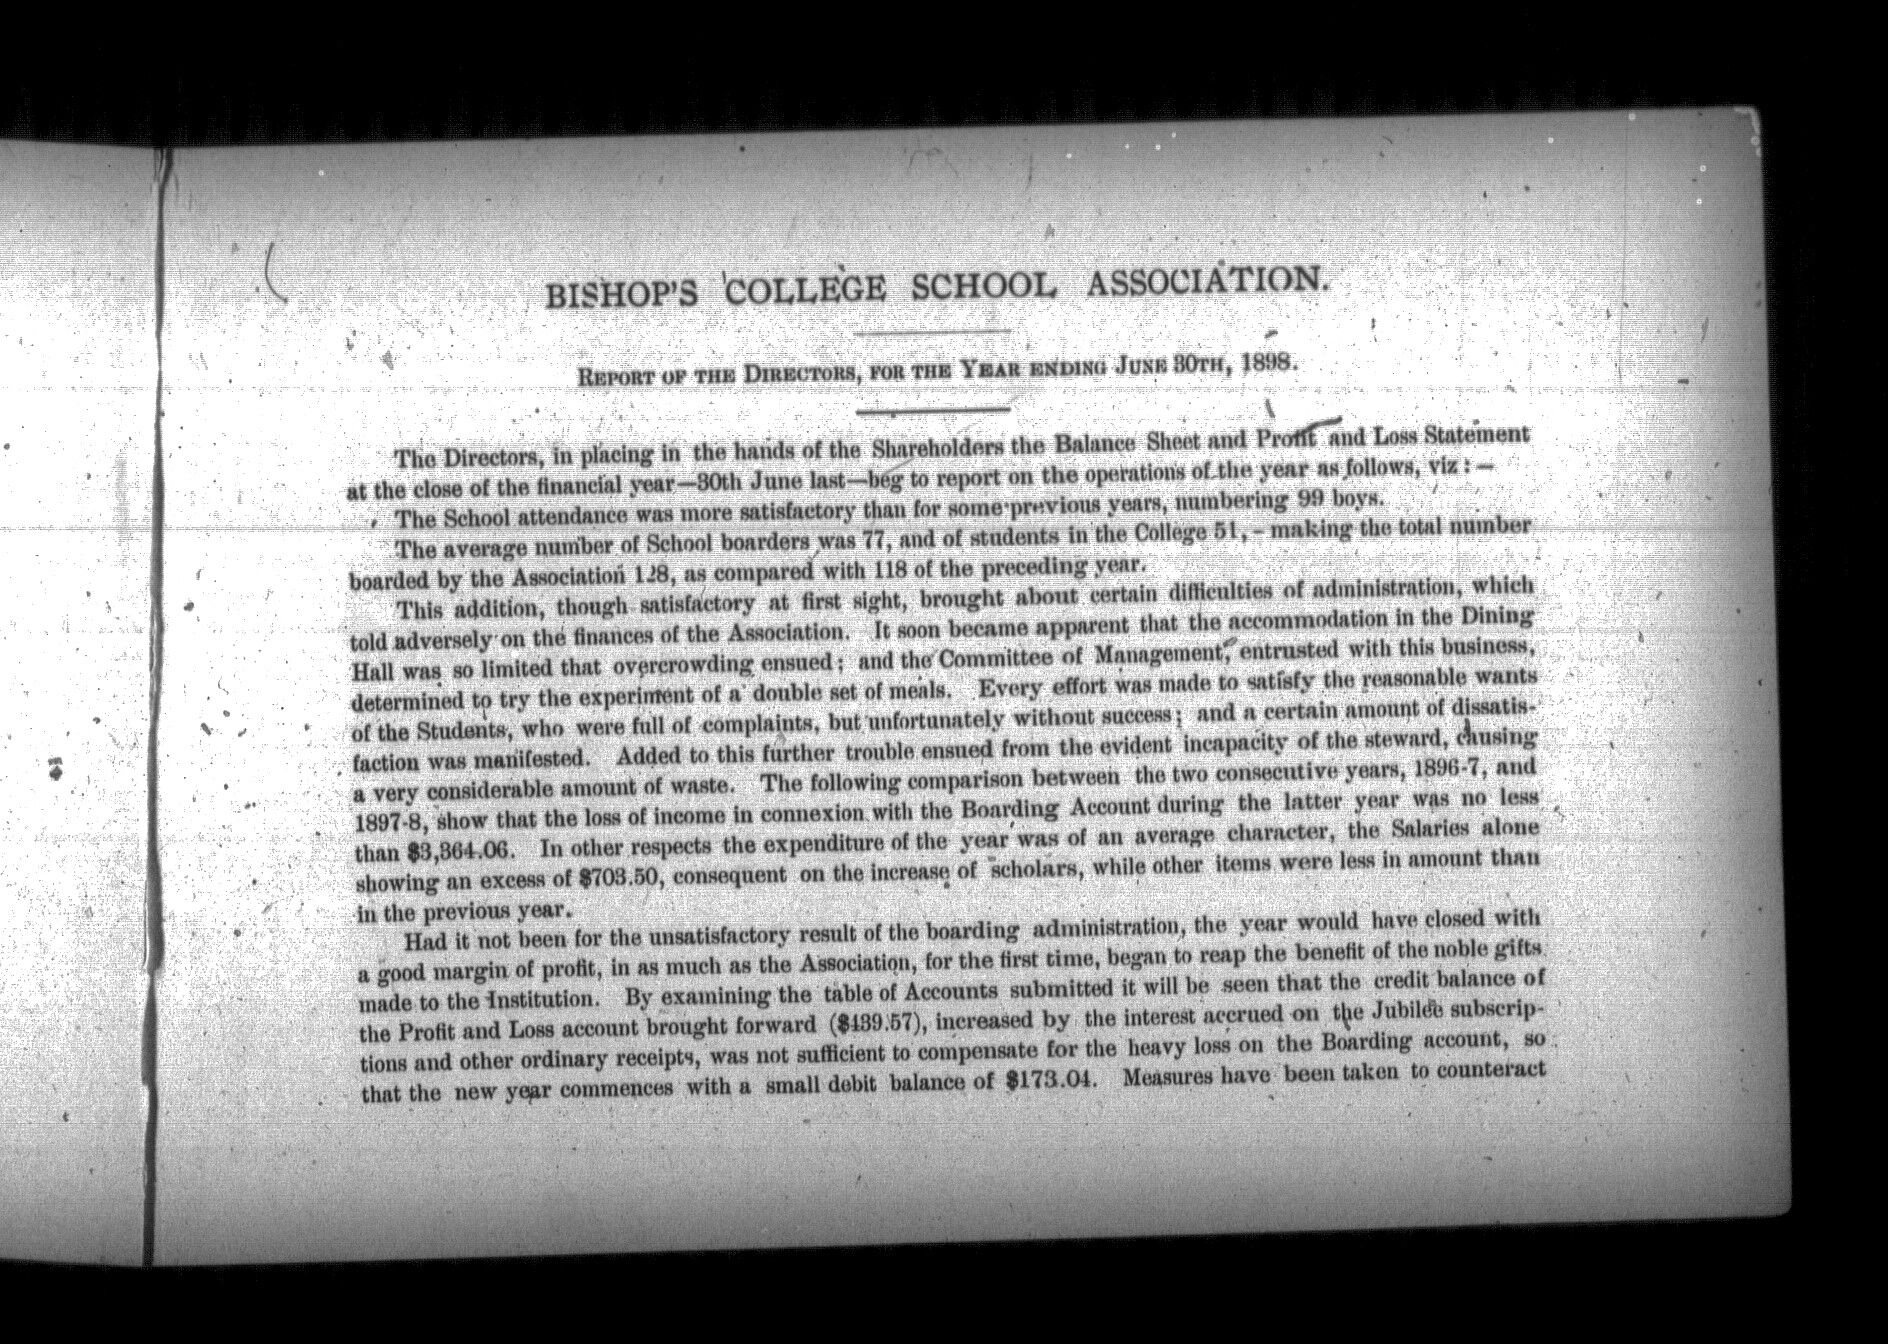 BISHOP'S COLLEGE SCHOOL ASSOCIATION.
REPORT OF THE DIRECTORS, FOR THE YEAR ENDING JUNE 30TH, 1898.
The Directors, in placing in the hands of the Shareholders the Balance Sheet and Profit and Loss Statement
at the close of the financial year—30th June last—beg to report on the operations of the year as follows, viz:—
The School attendance was more satisfactory than for some previous years, numbering 99 boys.
The average number of School boarders was 77, and of students in the College 51,-making the total number
boarded by the Association 128, as compared with 118 of the preceding year.
This addition, though satisfactory at first sight, brought about certain difficulties of administration, which
told adversely on the finances of the Association. It soon became apparent that the accommodation in the Dining
Hall was so limited that overcrowding ensued; and the Committee of Management, entrusted with this business,
determined to try the experiment of a double set of meals. Every effort was made to satisfy the reasonable wants
of the Students, who were full of complaints, but unfortunately without success; and a certain amount of dissatis-
faction was manifested. Added to this further trouble ensued from the evident incapacity of the steward, causing
a very considerable amount of waste. The following comparison between the two consecutive years, 1896-7, and
1897-8, show that the loss of income in connexion with the Boarding Account during the latter year was no less
than $3,364.06. In other respects the expenditure of the year was of an average character, the Salaries alone
showing an excess of $703.50, consequent on the increase of scholars, while other items were less in amount than
in the previous year.
Had it not been for the unsatisfactory result of the boarding administration, the year would have closed with
a good margin of profit, in as much as the Association, for the first time, began to reap the benefit of the noble gifts
made to the Institution. By examining the table of Accounts submitted it will be seen that the credit balance of
the Profit and Loss account brought forward ($439.57), increased by the interest accrued on the Jubilee subscrip-
tions and other ordinary receipts, was not sufficient to compensate for the heavy loss on the Boarding account, so
that the new year commences with a small debit balance of $173.04. Measures have been taken to counteract